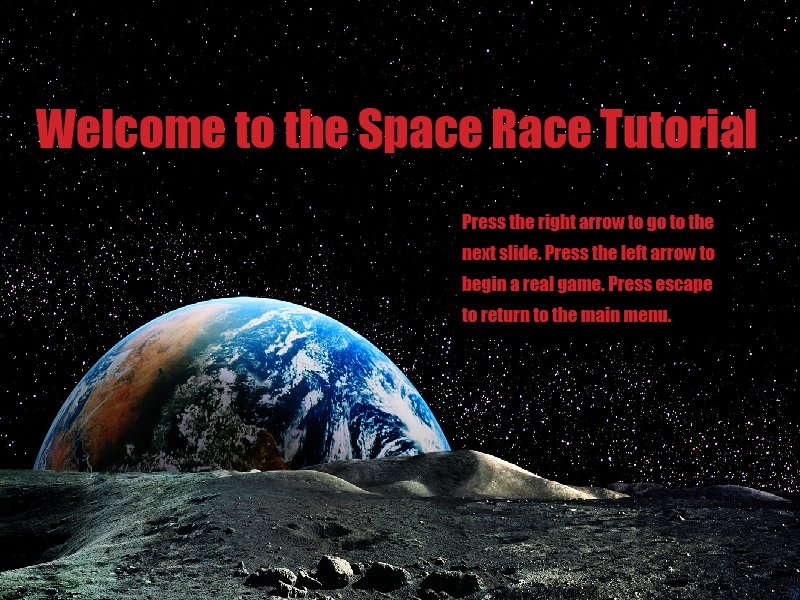 Welcome to the Space Race Tutorial
Press the right arrow to go to the
next slide. Press the left arrow to
begin a real game. Press escape
to return to the main menu.